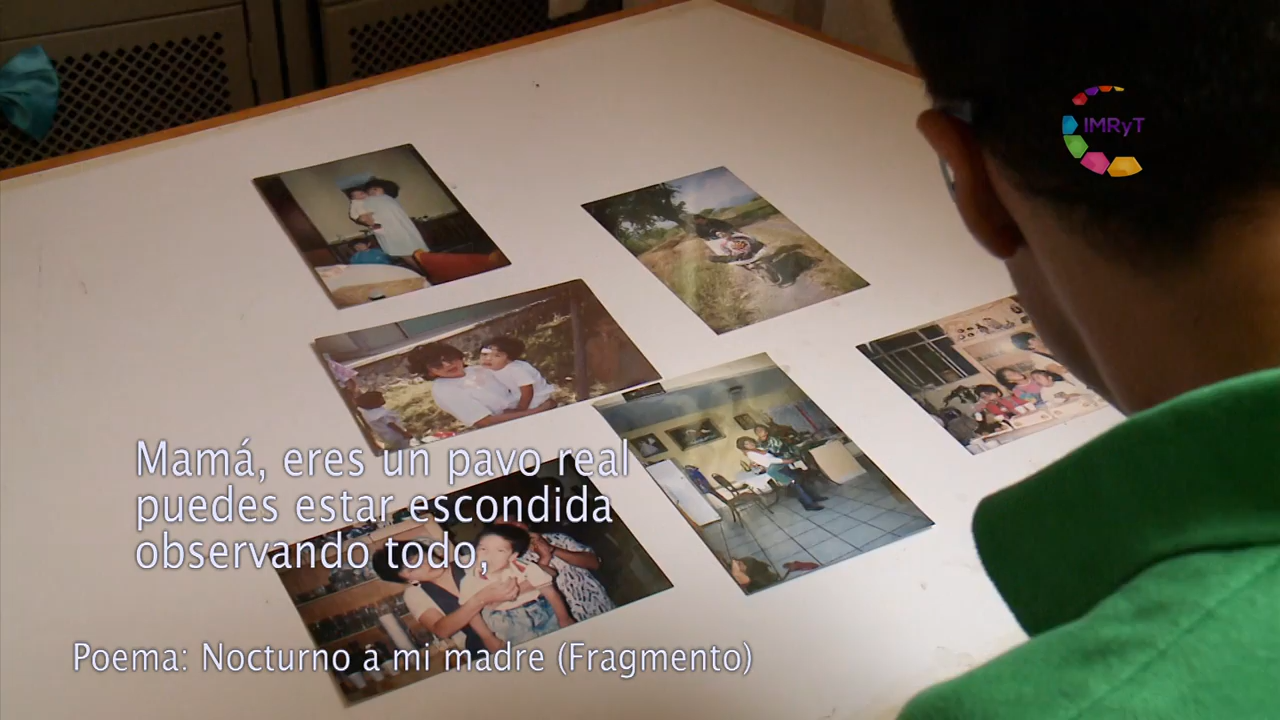 IMRyT
Mamá, eres un pavo real
puedes estar escondida
observando todo,
Poema: Nocturno a mi madre (Fragmento)